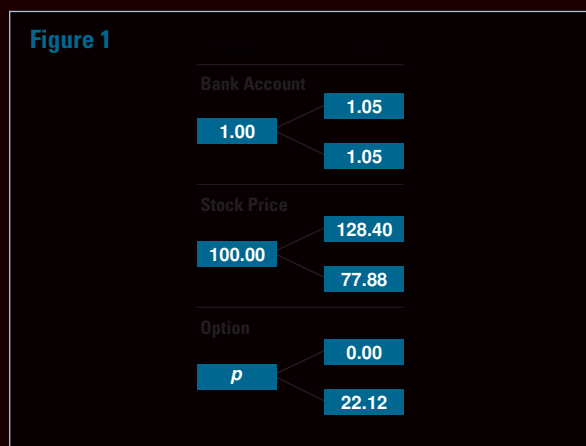 Figure 1
Bank Account
1.05
1.00
1.05
Stock Price
128.40
100.00
77.88
Option
0.00
p
22.12